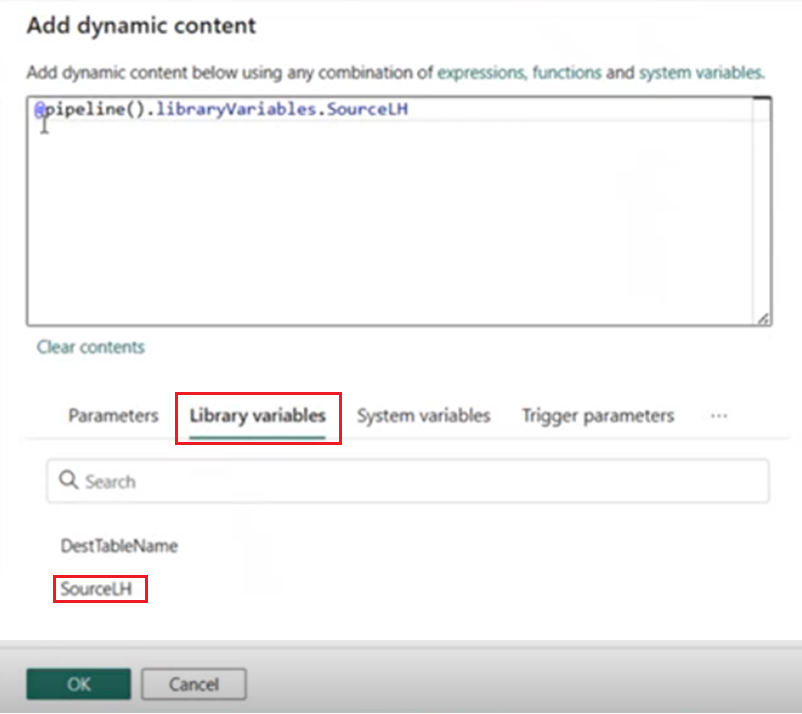 Add dynamic content
Add dynamic content below using any combination of expressions, functions and system variables.
@pipeline().libraryVariables.SourceLH
Clear contents
Parameters Library variables System variables Trigger parameters ...
Search
DestTableName
SourceLH
OK Cancel